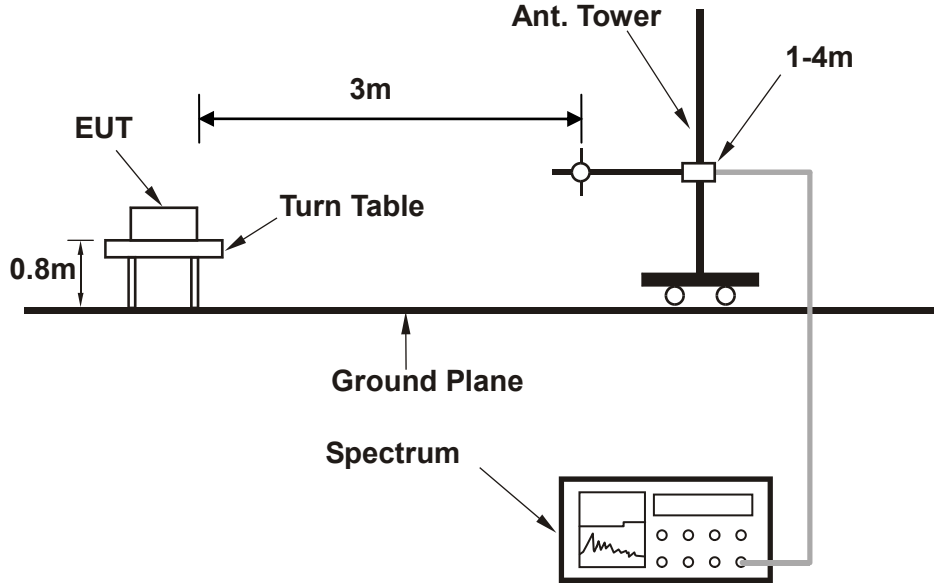 Ant. Tower
1-4m
3m
EUT
Turn Table
0.8m
Ground Plane
Spectrum